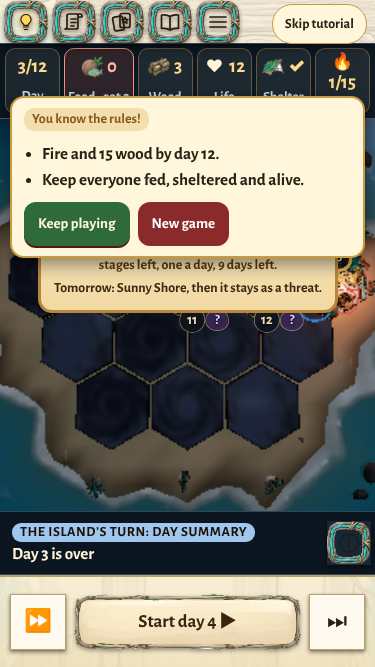 Skip tutorial
3/12
0
3
12
1/15
Day
Wood
Life
Shelter
You know the rules!
• Fire and 15 wood by day 12.
• Keep everyone fed, sheltered and alive.
Keep playing
New game
stages left, one a day, 9 days left.
Tomorrow: Sunny Shore, then it stays as a threat.
11 ? 12 ?
THE ISLAND'S TURN: DAY SUMMARY
Day 3 is over
Start day 4